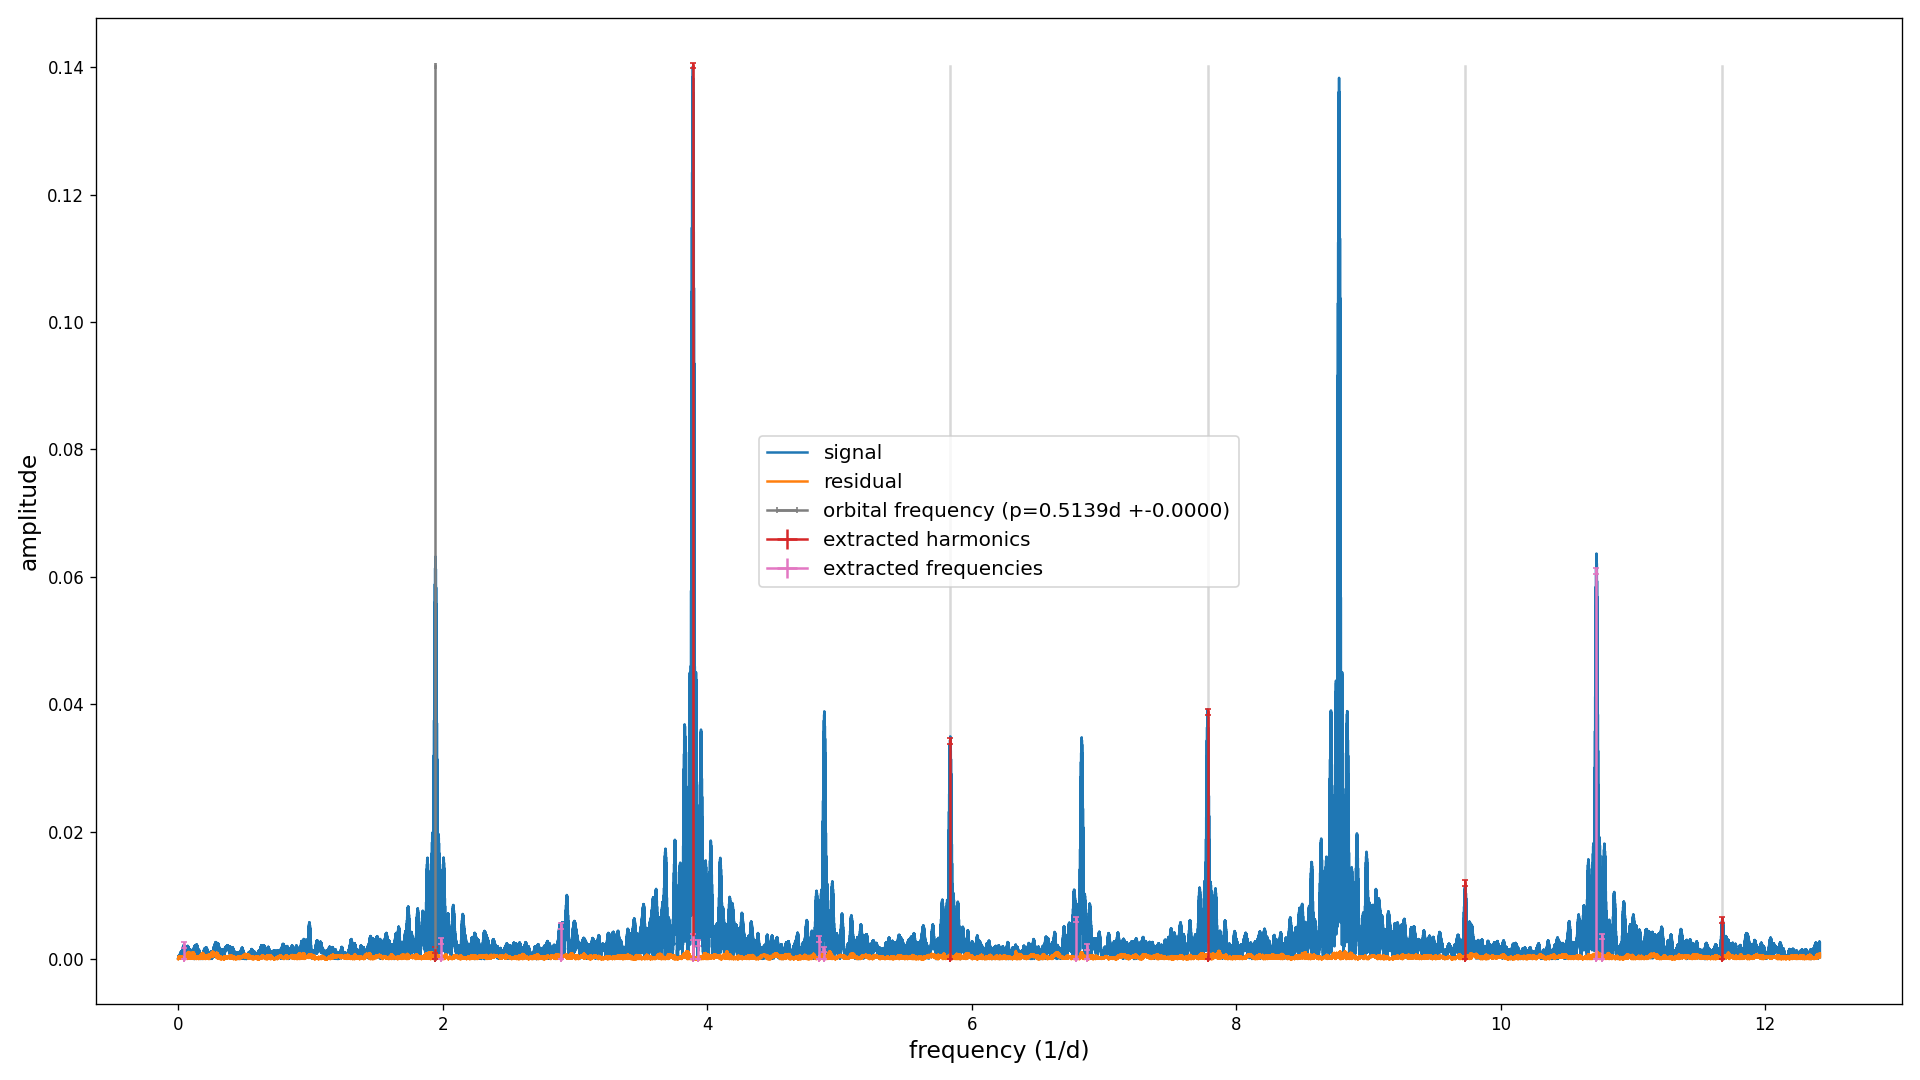 0.14
0.12
0.10
0.08
0.06
0.04
0.02
0.00
amplitude
signal
residual
orbital frequency (p=0.5139d +-0.0000)
extracted harmonics
extracted frequencies
0 2 4 6 8 10 12
frequency (1/d)